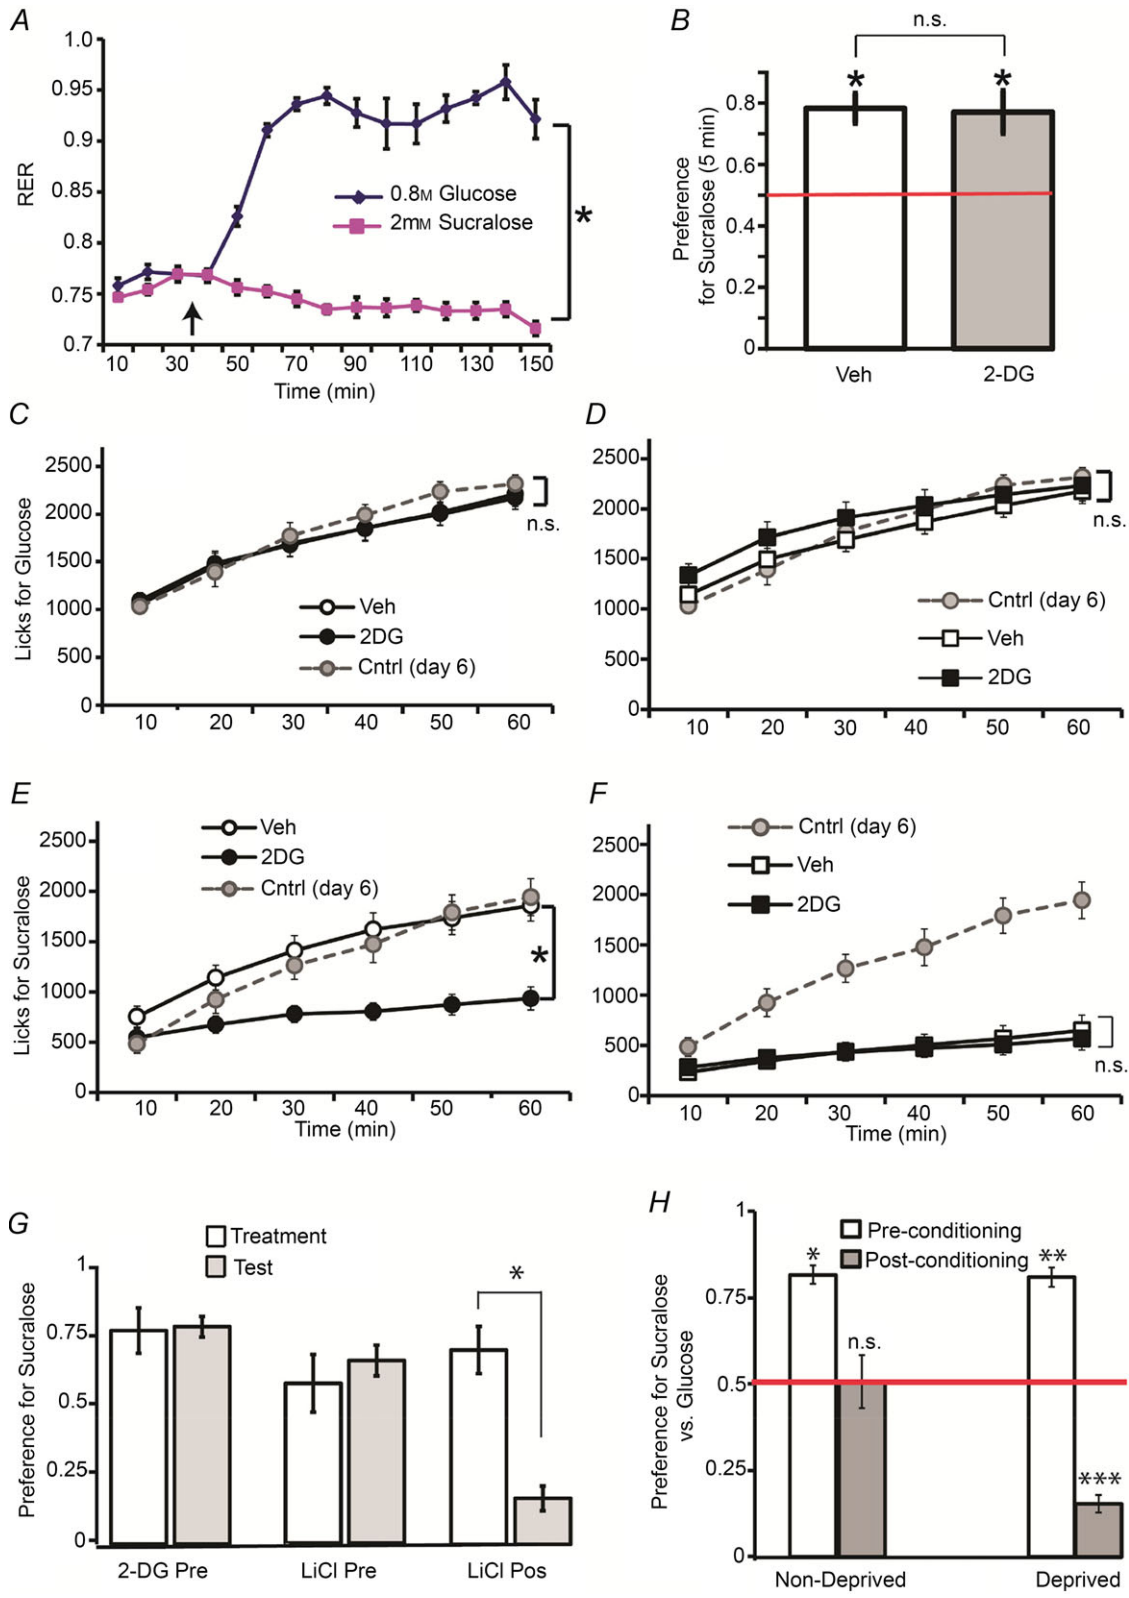 A
1.0
0.95
0.9
0.85
0.8
0.75
0.7
RER
0.8M Glucose
2mM Sucralose
*
10 30 50 70 90 110 130 150
Time (min)
B
n.s.
* *
0.8
0.6
0.4
0.2
0
Preference
for Sucralose (5 min)
Veh 2-DG
C
2500
2000
1500
1000
500
0
Licks for Glucose
n.s.
Veh
2DG
Cntrl (day 6)
10 20 30 40 50 60
D
2500
2000
1500
1000
500
0
n.s.
Cntrl (day 6)
Veh
2DG
10 20 30 40 50 60
E
Veh
2DG
Cntrl (day 6)
2500
2000
1500
1000
500
0
Licks for Sucralose
*
10 20 30 40 50 60
Time (min)
F
Cntrl (day 6)
Veh
2DG
2500
2000
1500
1000
500
0
n.s.
10 20 30 40 50 60
Time (min)
G
Treatment
Test
1
0.75
0.5
0.25
0
Preference for Sucralose
*
2-DG Pre LiCl Pre LiCl Pos
H
Pre-conditioning
Post-conditioning
1
0.75
0.5
0.25
0
Preference for Sucralose
vs. Glucose
* **
n.s.
***
Non-Deprived Deprived